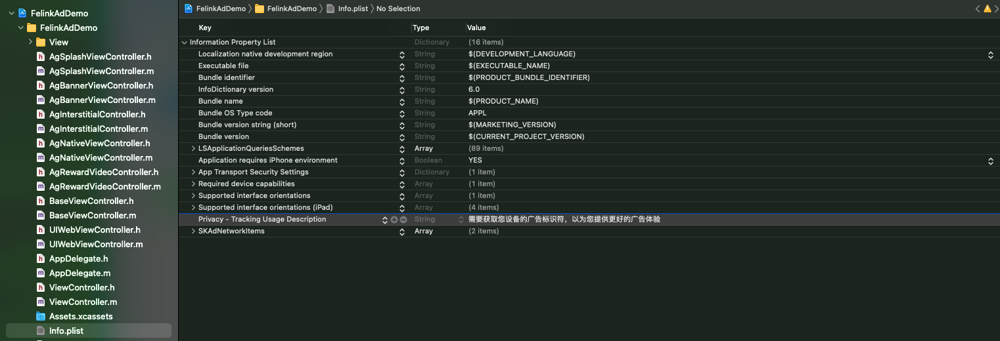 FelinkAdDemo
FelinkAdDemo
View
AgSplashViewController.h
AgSplashViewController.m
AgBannerViewController.h
AgBannerViewController.m
AgInterstitialController.h
AgInterstitialController.m
AgNativeViewController.h
AgNativeViewController.m
AgRewardVideoController.h
AgRewardVideoController.m
BaseViewController.h
BaseViewController.m
UIWebViewController.h
UIWebViewController.m
AppDelegate.h
AppDelegate.m
ViewController.h
ViewController.m
Assets.xcassets
Info.plist
FelinkAdDemo FelinkAdDemo Info.plist No Selection
Key Type Value
Information Property List Dictionary (16 items)
Localization native development region String $(DEVELOPMENT_LANGUAGE)
Executable file String $(EXECUTABLE_NAME)
Bundle identifier String $(PRODUCT_BUNDLE_IDENTIFIER)
InfoDictionary version String 6.0
Bundle name String $(PRODUCT_NAME)
Bundle OS Type code String APPL
Bundle version string (short) String $(MARKETING_VERSION)
Bundle version String $(CURRENT_PROJECT_VERSION)
LSApplicationQueriesSchemes Array (89 items)
Application requires iPhone environment Boolean YES
App Transport Security Settings Dictionary (1 item)
Required device capabilities Array (1 item)
Supported interface orientations Array (1 item)
Supported interface orientations (iPad) Array (4 items)
Privacy - Tracking Usage Description String 需要获取您设备的广告标识符，以为您提供更好的广告体验
SKAdNetworkItems Array (2 items)